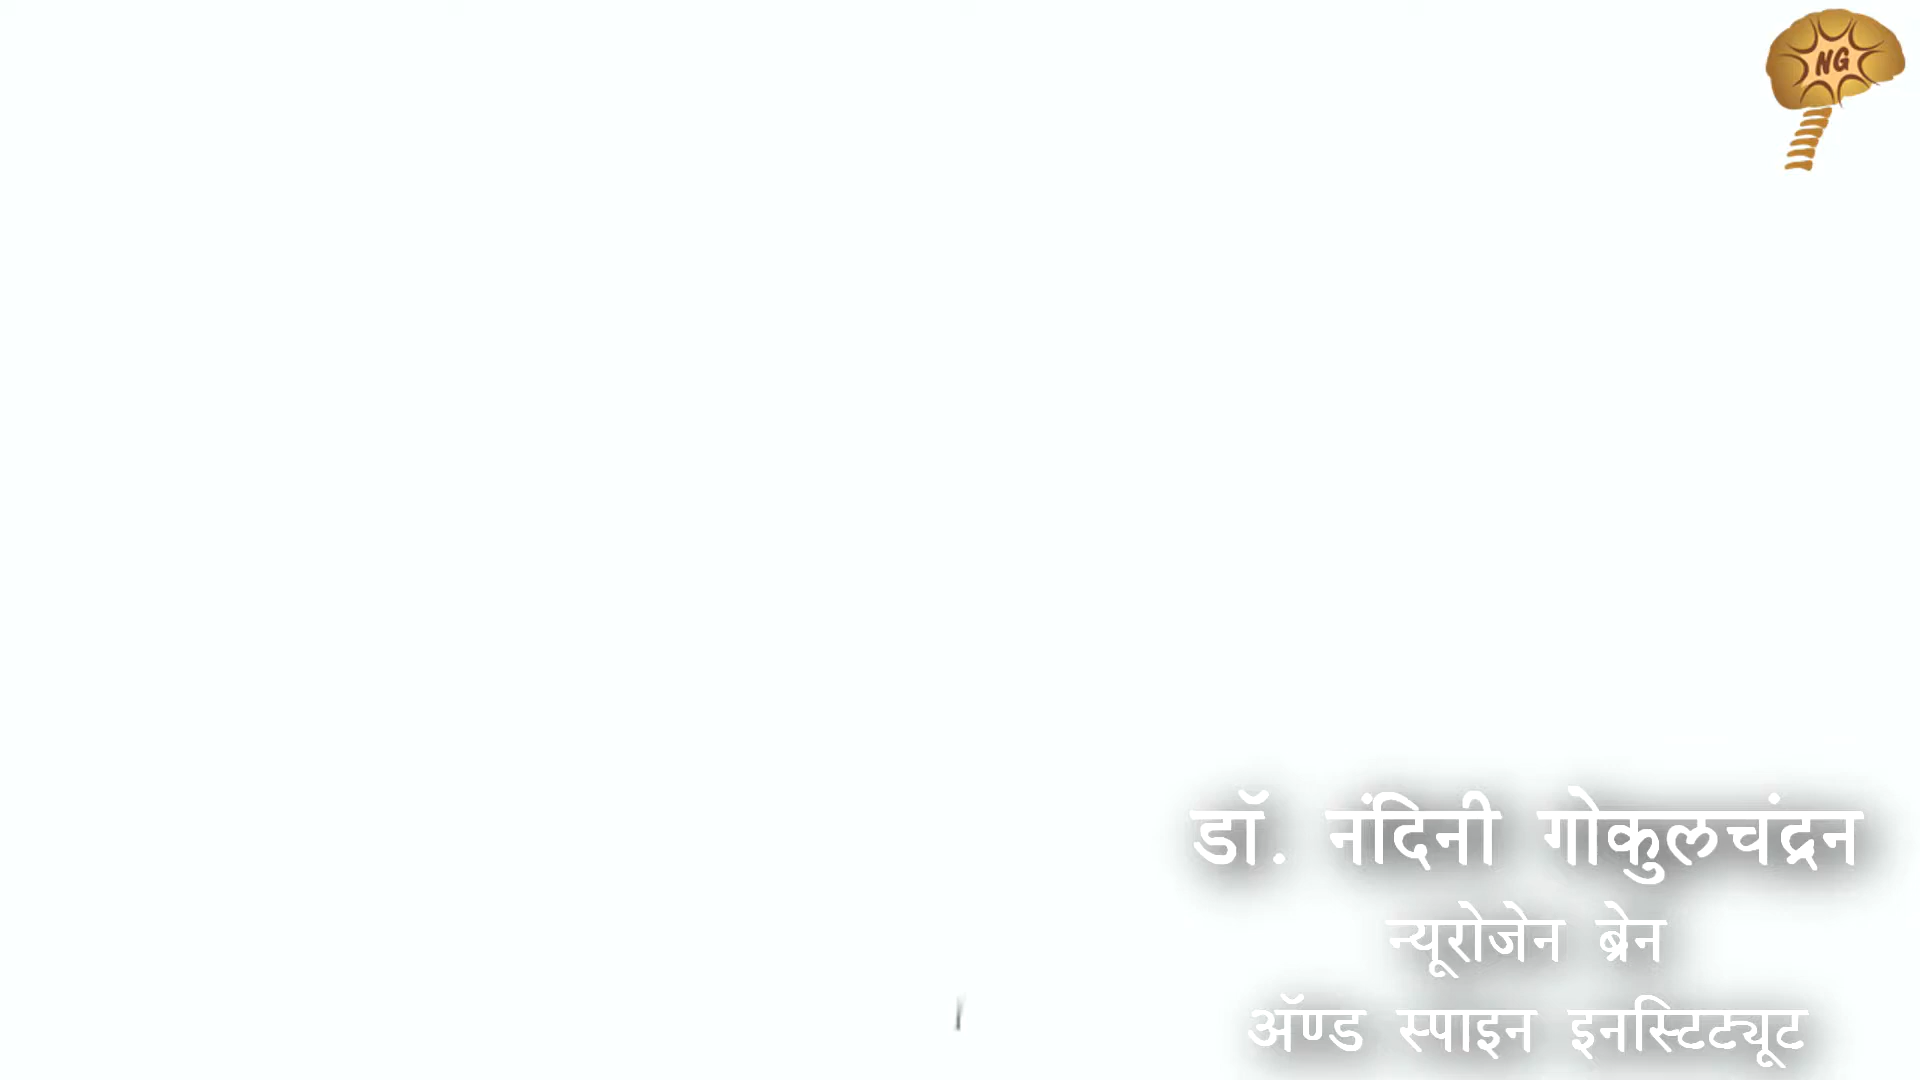 NG
डॉ. नंदिनी गोकुलचंद्रन
न्यूरोजेन ब्रेन
ॲण्ड स्पाइन इनस्टिट्यूट